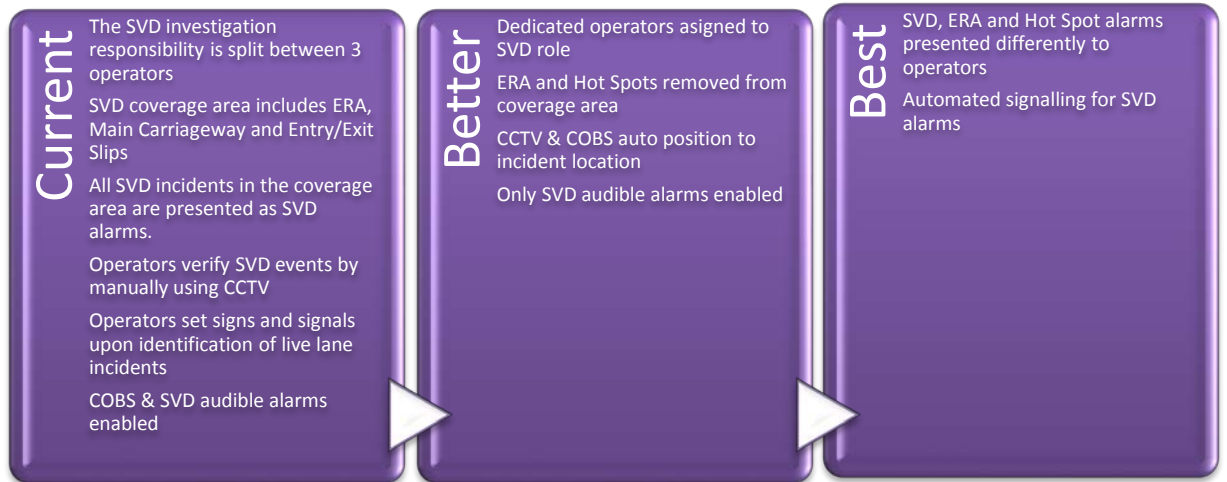 Current
The SVD investigation
responsibility is split between 3
operators
SVD coverage area includes ERA,
Main Carriageway and Entry/Exit
Slips
All SVD incidents in the coverage
area are presented as SVD
alarms.
Operators verify SVD events by
manually using CCTV
Operators set signs and signals
upon identification of live lane
incidents
COBS & SVD audible alarms
enabled
Better
Dedicated operators asigned to
SVD role
ERA and Hot Spots removed from
coverage area
CCTV & COBS auto position to
incident location
Only SVD audible alarms enabled
Best
SVD, ERA and Hot Spot alarms
presented differently to
operators
Automated signalling for SVD
alarms